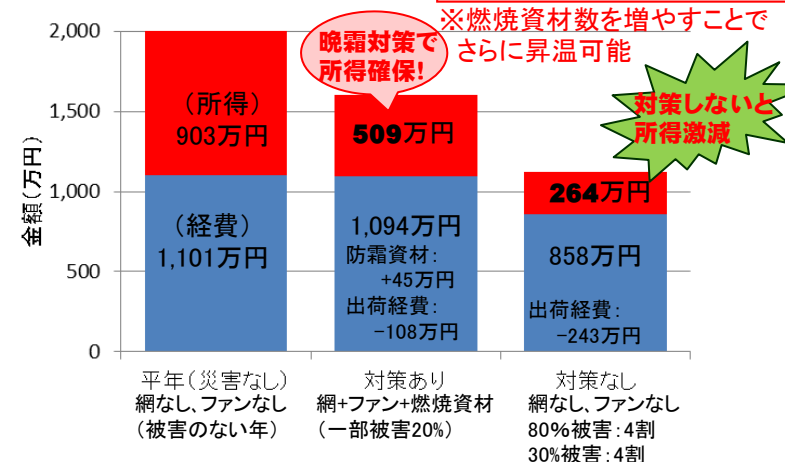 ※燃焼資材数を増やすことで
さらに昇温可能
晩霜対策で
所得確保!
対策しないと
所得激減
金額(万円)
2,000
1,500
1,000
500
0
(所得)
903万円
(経費)
1,101万円
509万円
1,094万円
防霜資材:
+45万円
出荷経費:
-108万円
264万円
858万円
出荷経費:
-243万円
平年(災害なし)
網なし、ファンなし
(被害のない年)
対策あり
網+ファン+燃焼資材
(一部被害20%)
対策なし
網なし、ファンなし
80%被害:4割
30%被害:4割